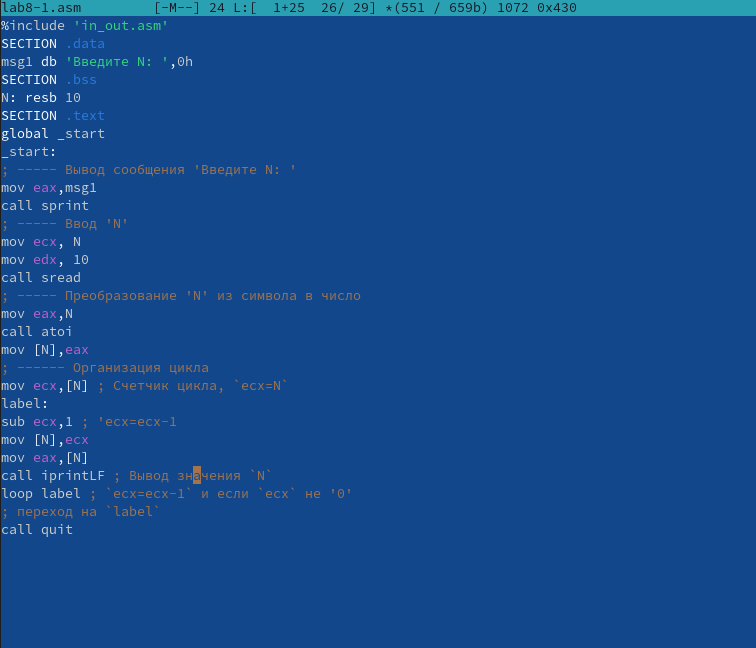 lab8-1.asm [-M--] 24 L:[ 1+25 26/ 29] *(551 / 659b) 1072 0x430
%include 'in_out.asm'
SECTION .data
msg1 db 'Введите N: ',0h
SECTION .bss
N: resb 10
SECTION .text
global _start
_start:
; ----- Вывод сообщения 'Введите N: '
mov eax,msg1
call sprint
; ----- Ввод 'N'
mov ecx, N
mov edx, 10
call sread
; ----- Преобразование 'N' из символа в число
mov eax,N
call atoi
mov [N],eax
; ------ Организация цикла
mov ecx,[N] ; Счетчик цикла, `ecx=N`
label:
sub ecx,1 ; 'ecx=ecx-1
mov [N],ecx
mov eax,[N]
call iprintLF ; Вывод значения `N`
loop label ; `ecx=ecx-1` и если `ecx` не '0'
; переход на `label`
call quit